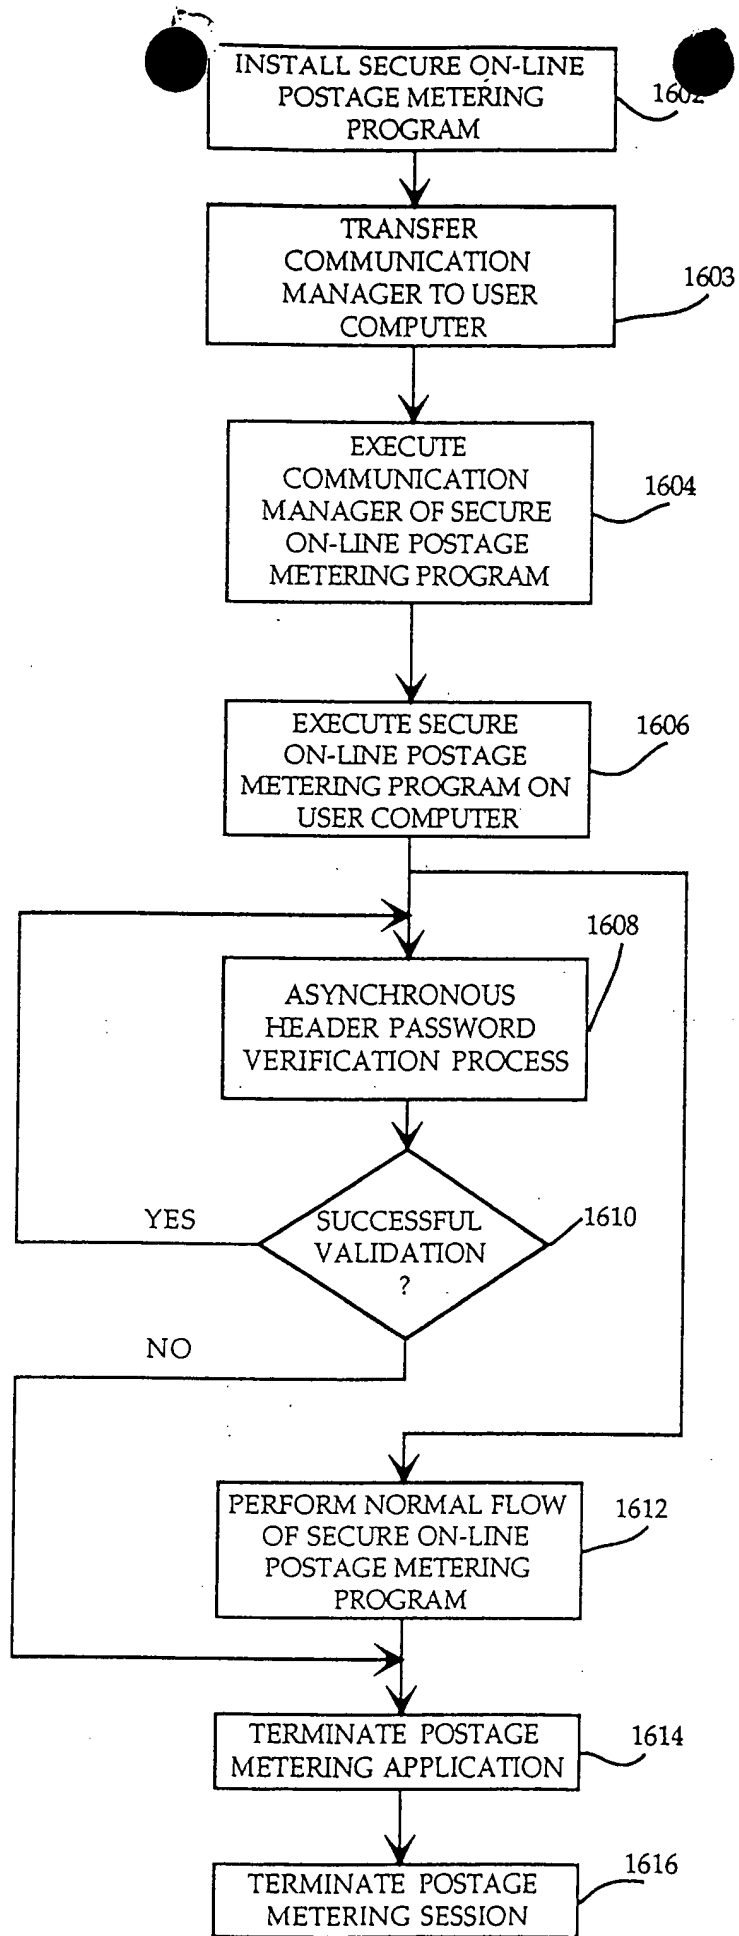 INSTALL SECURE ON-LINE
POSTAGE METERING
PROGRAM
1602
TRANSFER
COMMUNICATION
MANAGER TO USER
COMPUTER
1603
EXECUTE
COMMUNICATION
MANAGER OF SECURE
ON-LINE POSTAGE
METERING PROGRAM
1604
EXECUTE SECURE
ON-LINE POSTAGE
METERING PROGRAM ON
USER COMPUTER
1606
ASYNCHRONOUS
HEADER PASSWORD
VERIFICATION PROCESS
1608
YES
SUCCESSFUL
VALIDATION
?
1610
NO
PERFORM NORMAL FLOW
OF SECURE ON-LINE
POSTAGE METERING
PROGRAM
1612
TERMINATE POSTAGE
METERING APPLICATION
1614
TERMINATE POSTAGE
METERING SESSION
1616